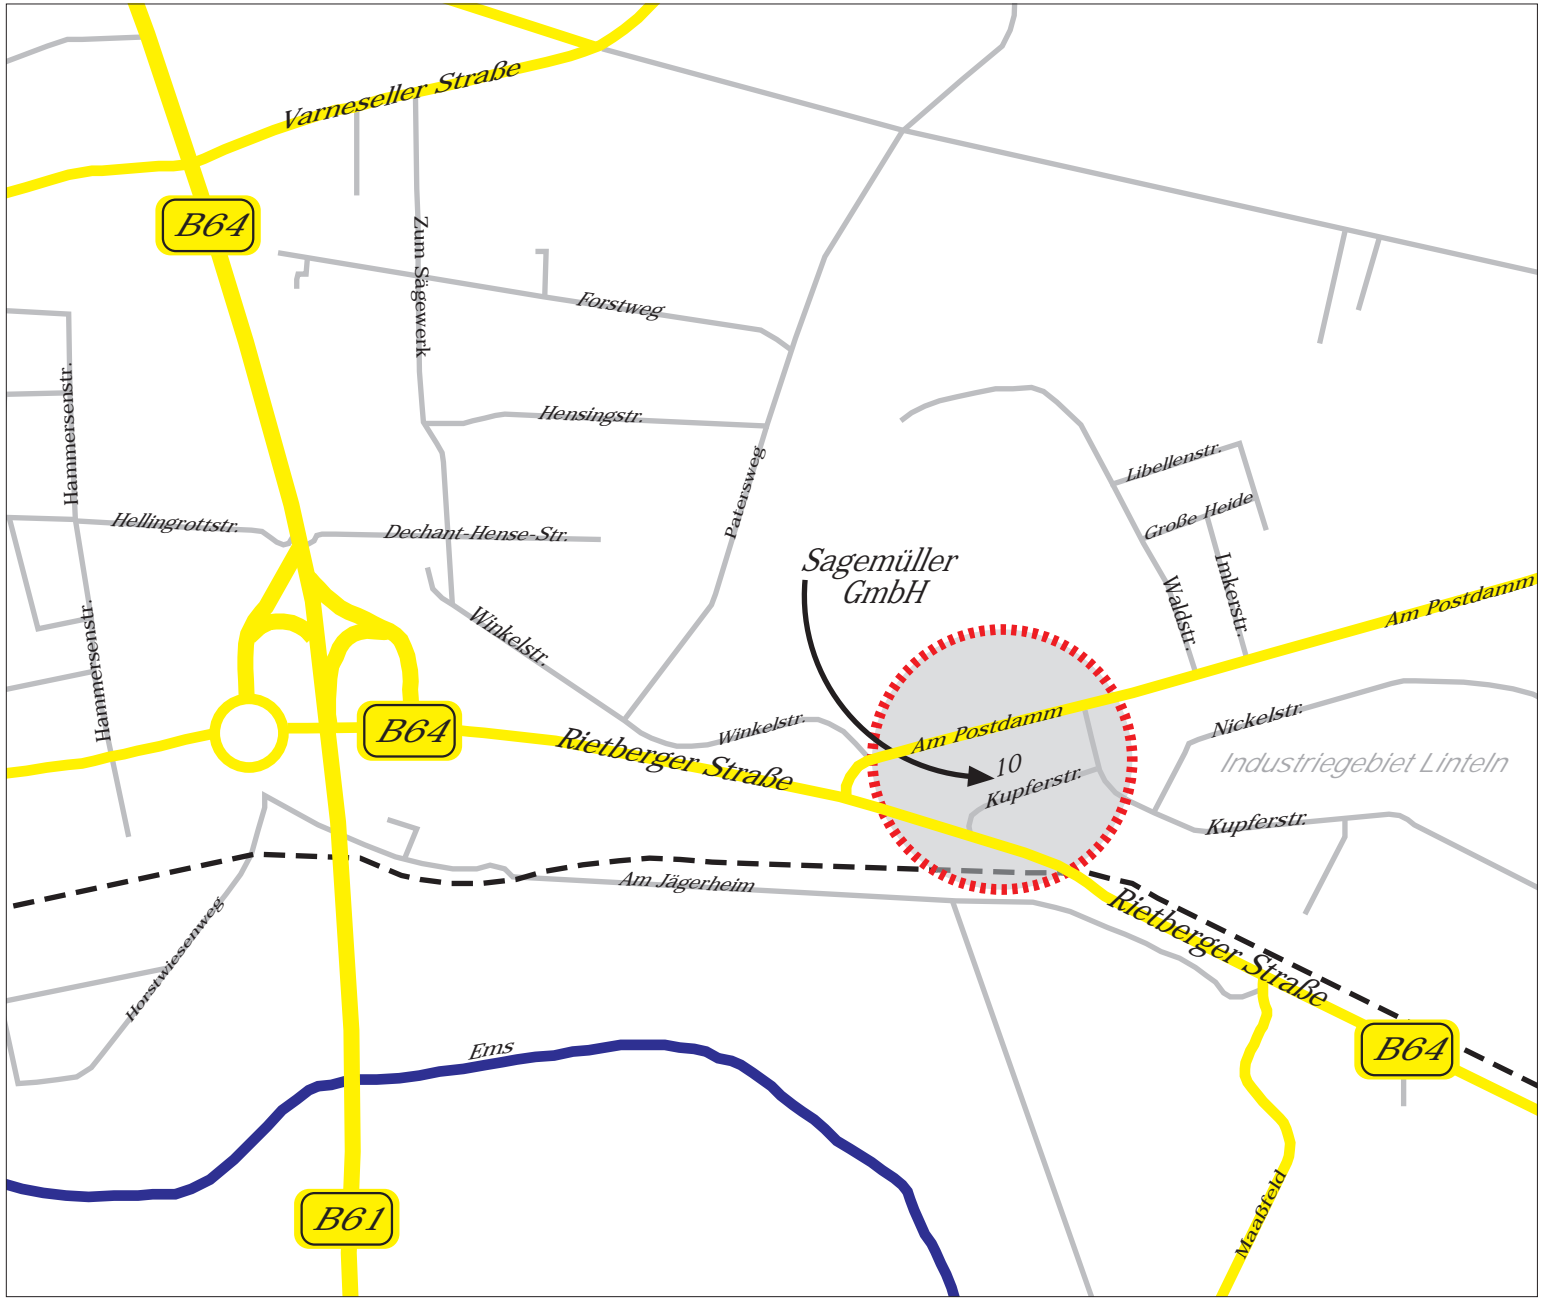 Varneseller Straße
B64
Zum Sägewerk
Forstweg
Hammersenstr.
Hensingstr.
Patersweg
Libellenstr.
Große Heide
Hellingrottstr.
Dechant-Hense-Str.
Sagemüller
GmbH
Waldstr.
Imkerstr.
Am Postdamm
Hammersenstr.
Winkelstr.
B64
Rietberger Straße
Winkelstr.
Am Postdamm
Nickelstr.
Industriegebiet Linteln
10
Kupferstr.
Kupferstr.
Am Jägerheim
Rietberger Straße
Horstwiesenweg
Ems
B64
B61
Maaßfeld